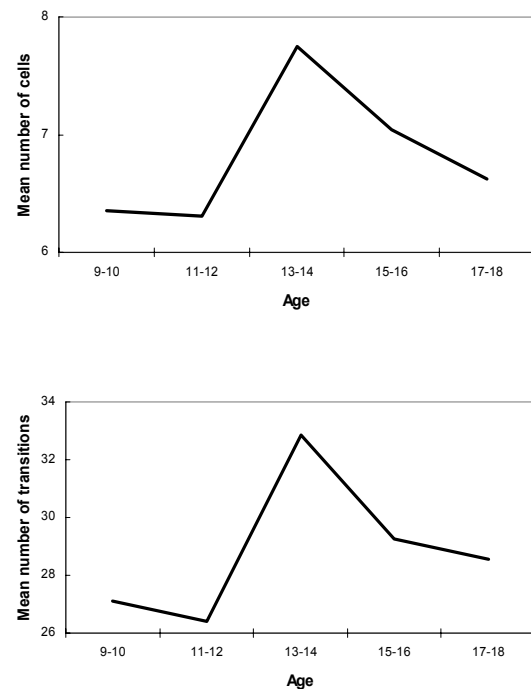 Mean number of cells
8
7
6
9-10 11-12 13-14 15-16 17-18
Age
Mean number of transitions
34
32
30
28
26
9-10 11-12 13-14 15-16 17-18
Age